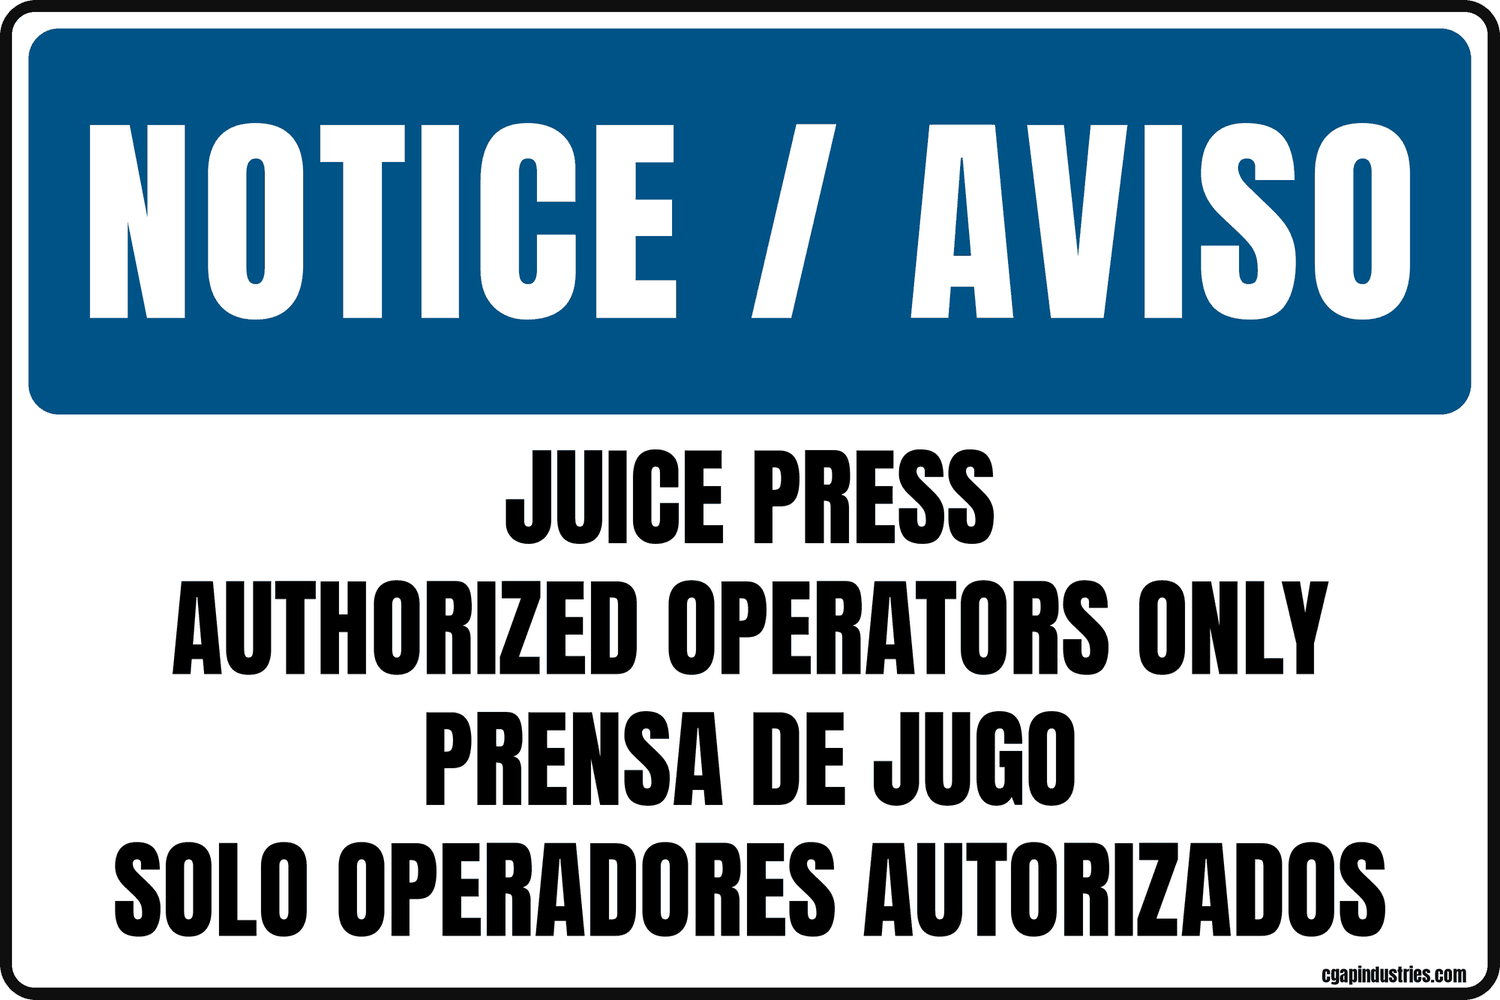 NOTICE / AVISO
JUICE PRESS
AUTHORIZED OPERATORS ONLY
PRENSA DE JUGO
SOLO OPERADORES AUTORIZADOS
cgapindustries.com